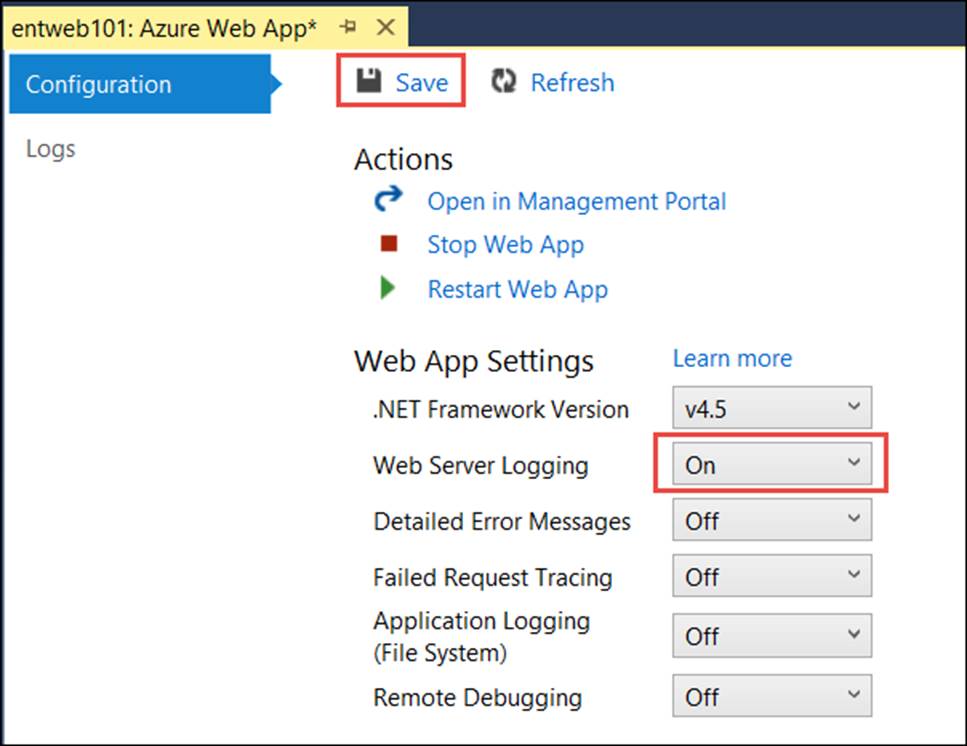 entweb101: Azure Web App*
Configuration
Save
Refresh
Logs
Actions
Open in Management Portal
Stop Web App
Restart Web App
Web App Settings
Learn more
.NET Framework Version
v4.5
Web Server Logging
On
Detailed Error Messages
Off
Failed Request Tracing
Off
Application Logging
(File System)
Off
Remote Debugging
Off